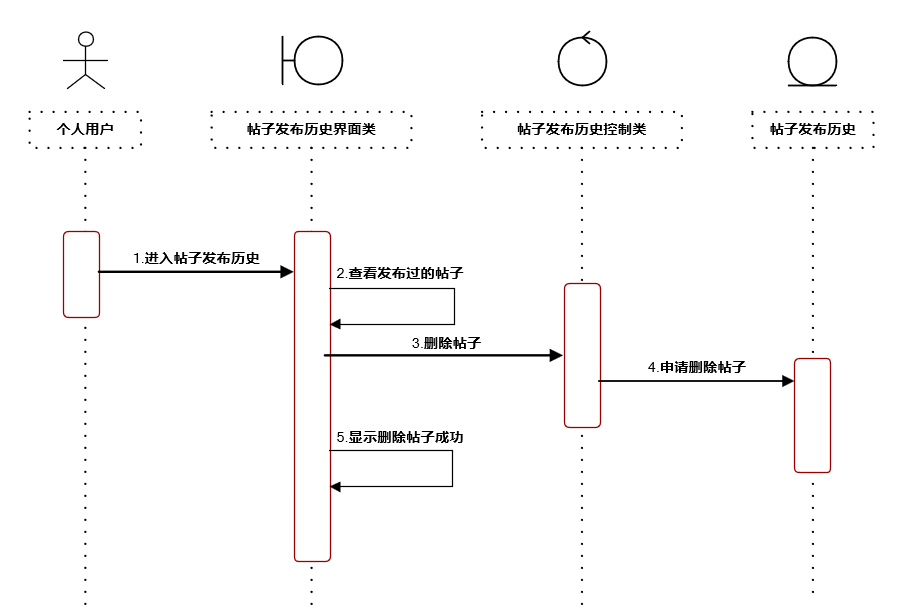 个人用户
帖子发布历史界面类
帖子发布历史控制类
帖子发布历史
1.进入帖子发布历史
2.查看发布过的帖子
3.删除帖子
4.申请删除帖子
5.显示删除帖子成功